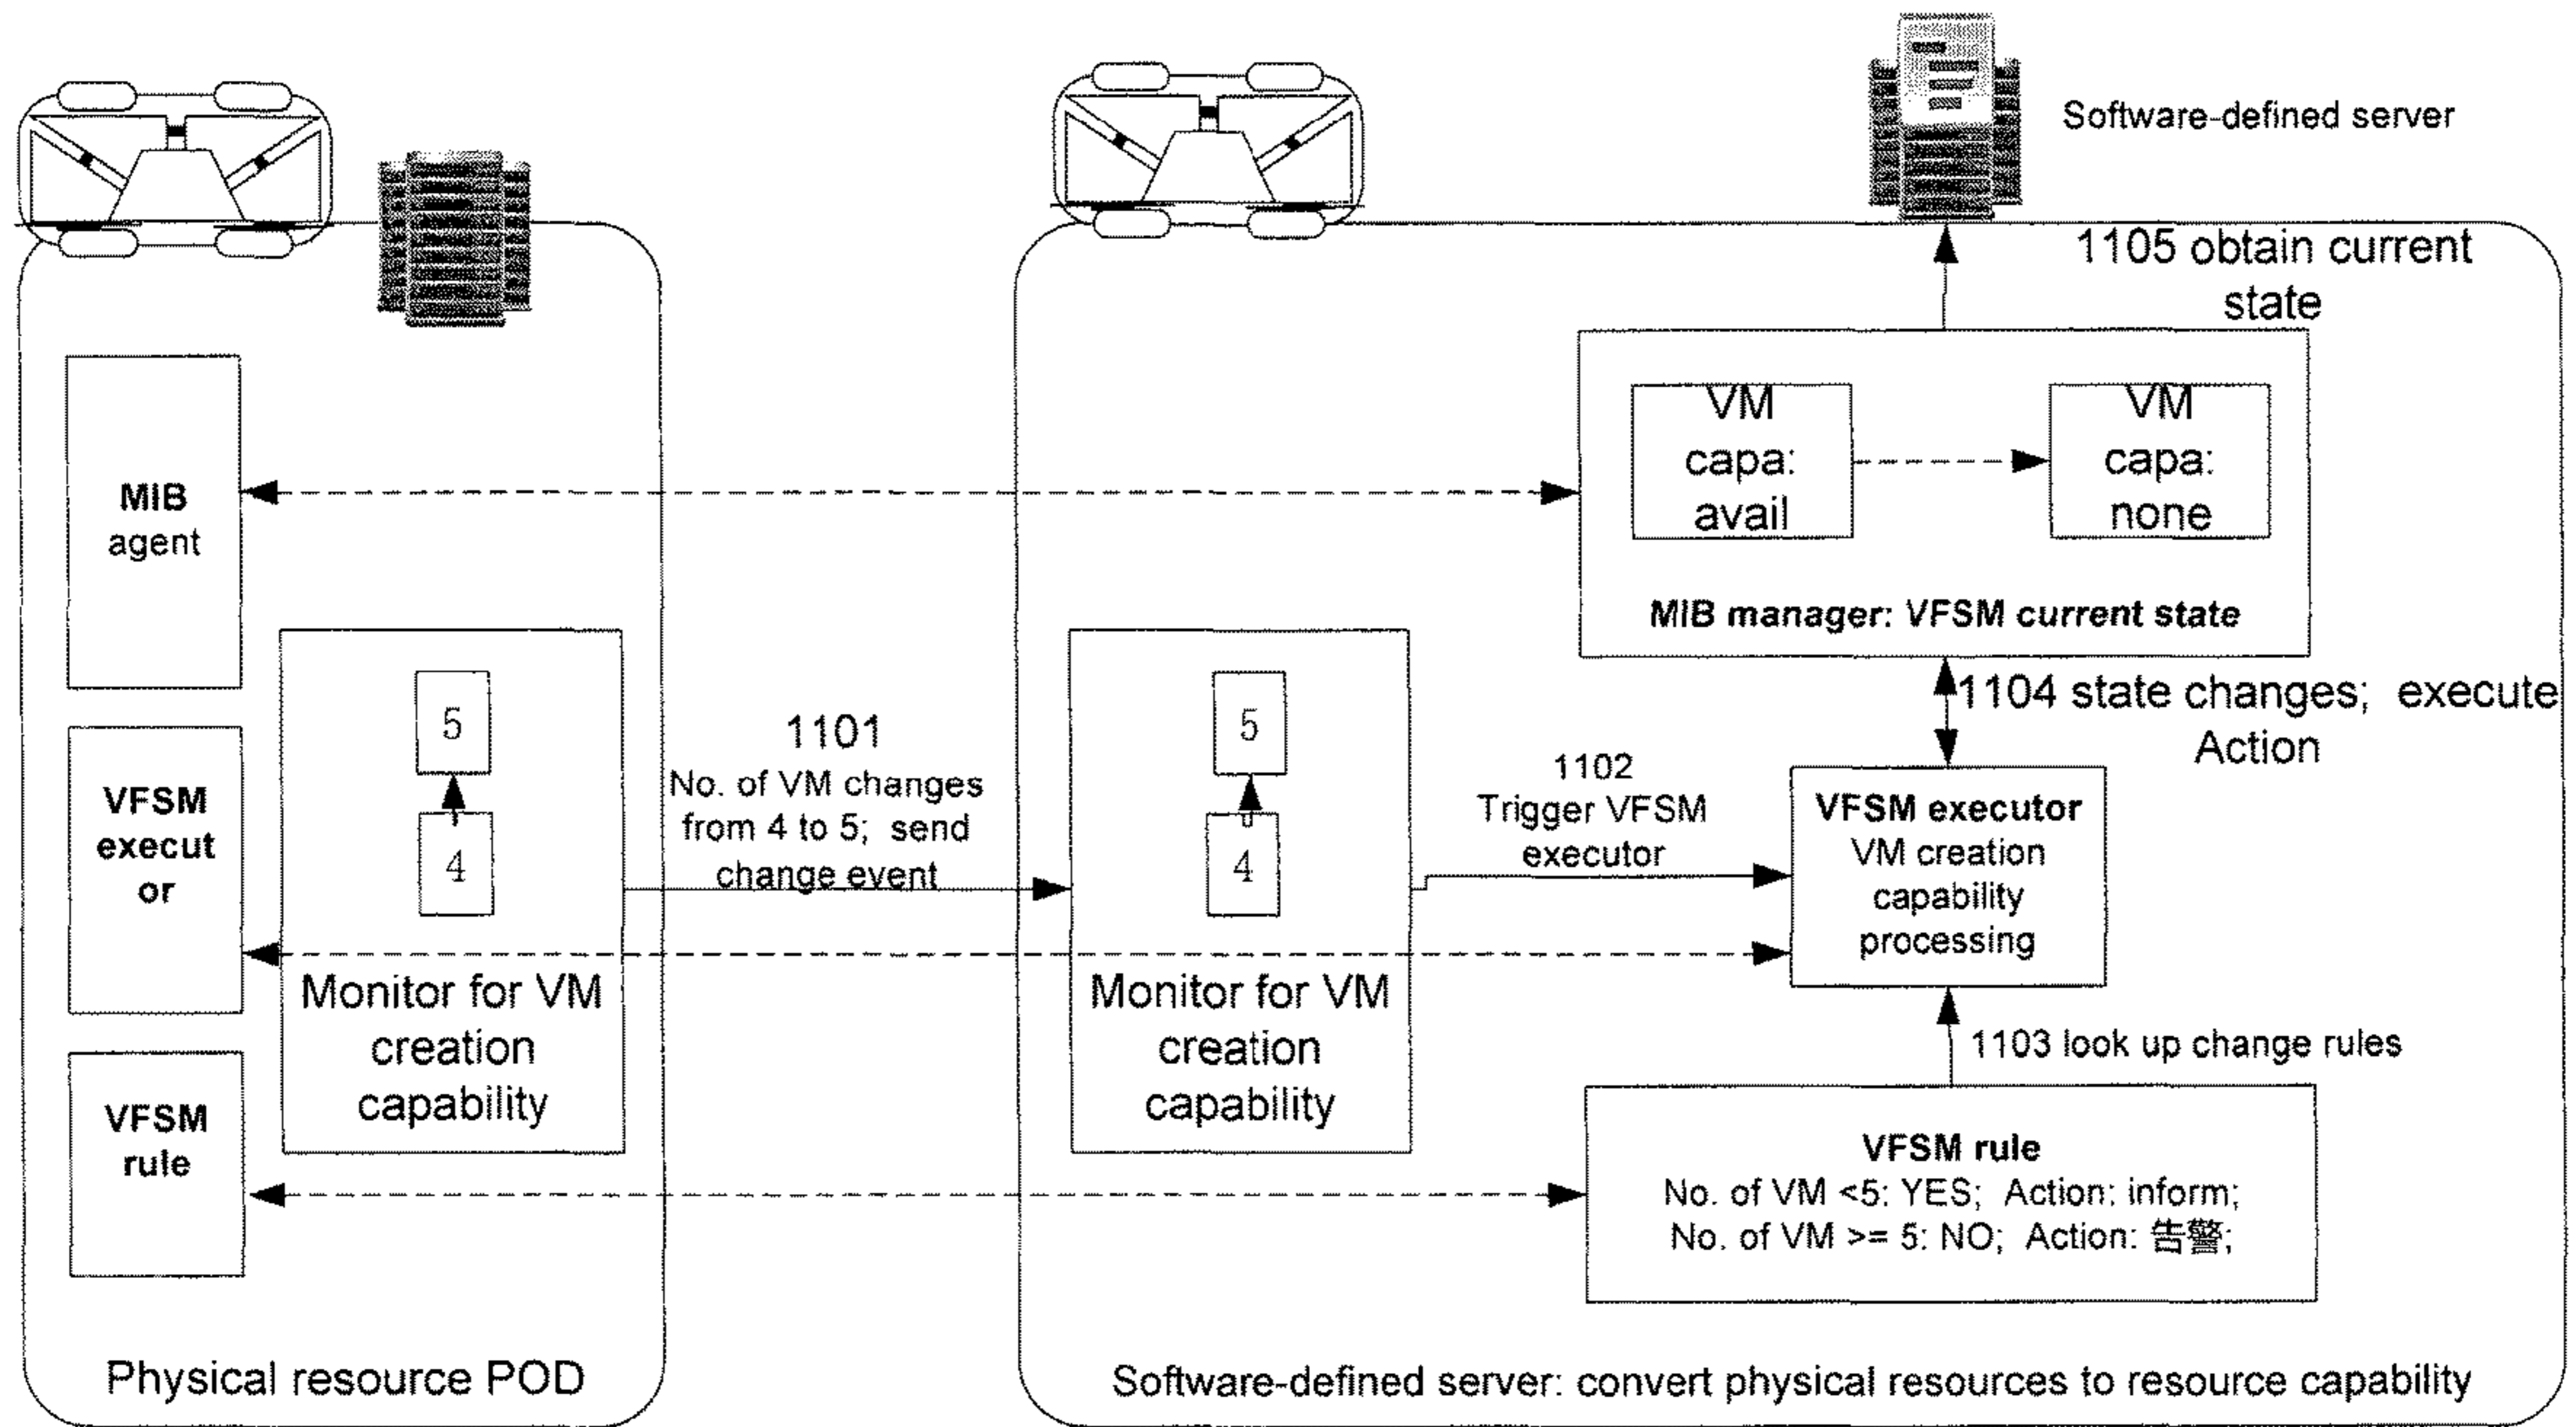 Software-defined server
1105 obtain current
state
VM
capa:
avail
VM
capa:
none
MIB manager: VFSM current state
MIB
agent
1104 state changes; execute
Action
5
4
Monitor for VM
creation
capability
VFSM
execut
or
1101
No. of VM changes
from 4 to 5; send
change event
5
4
Monitor for VM
creation
capability
1102
Trigger VFSM
executor
VFSM executor
VM creation
capability
processing
1103 look up change rules
VFSM
rule
VFSM rule
No. of VM <5: YES; Action: inform;
No. of VM >= 5: NO; Action: 告警;
Physical resource POD
Software-defined server: convert physical resources to resource capability